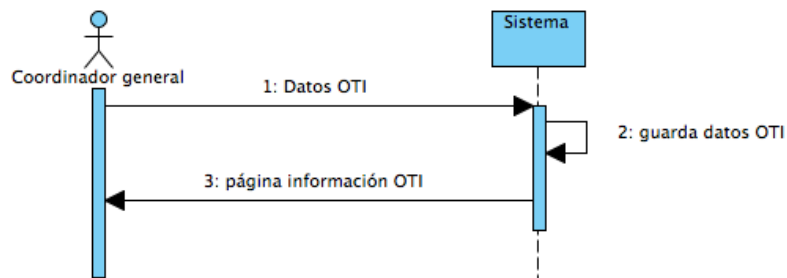 Sistema
Coordinador general
1: Datos OTI
2: guarda datos OTI
3: página información OTI